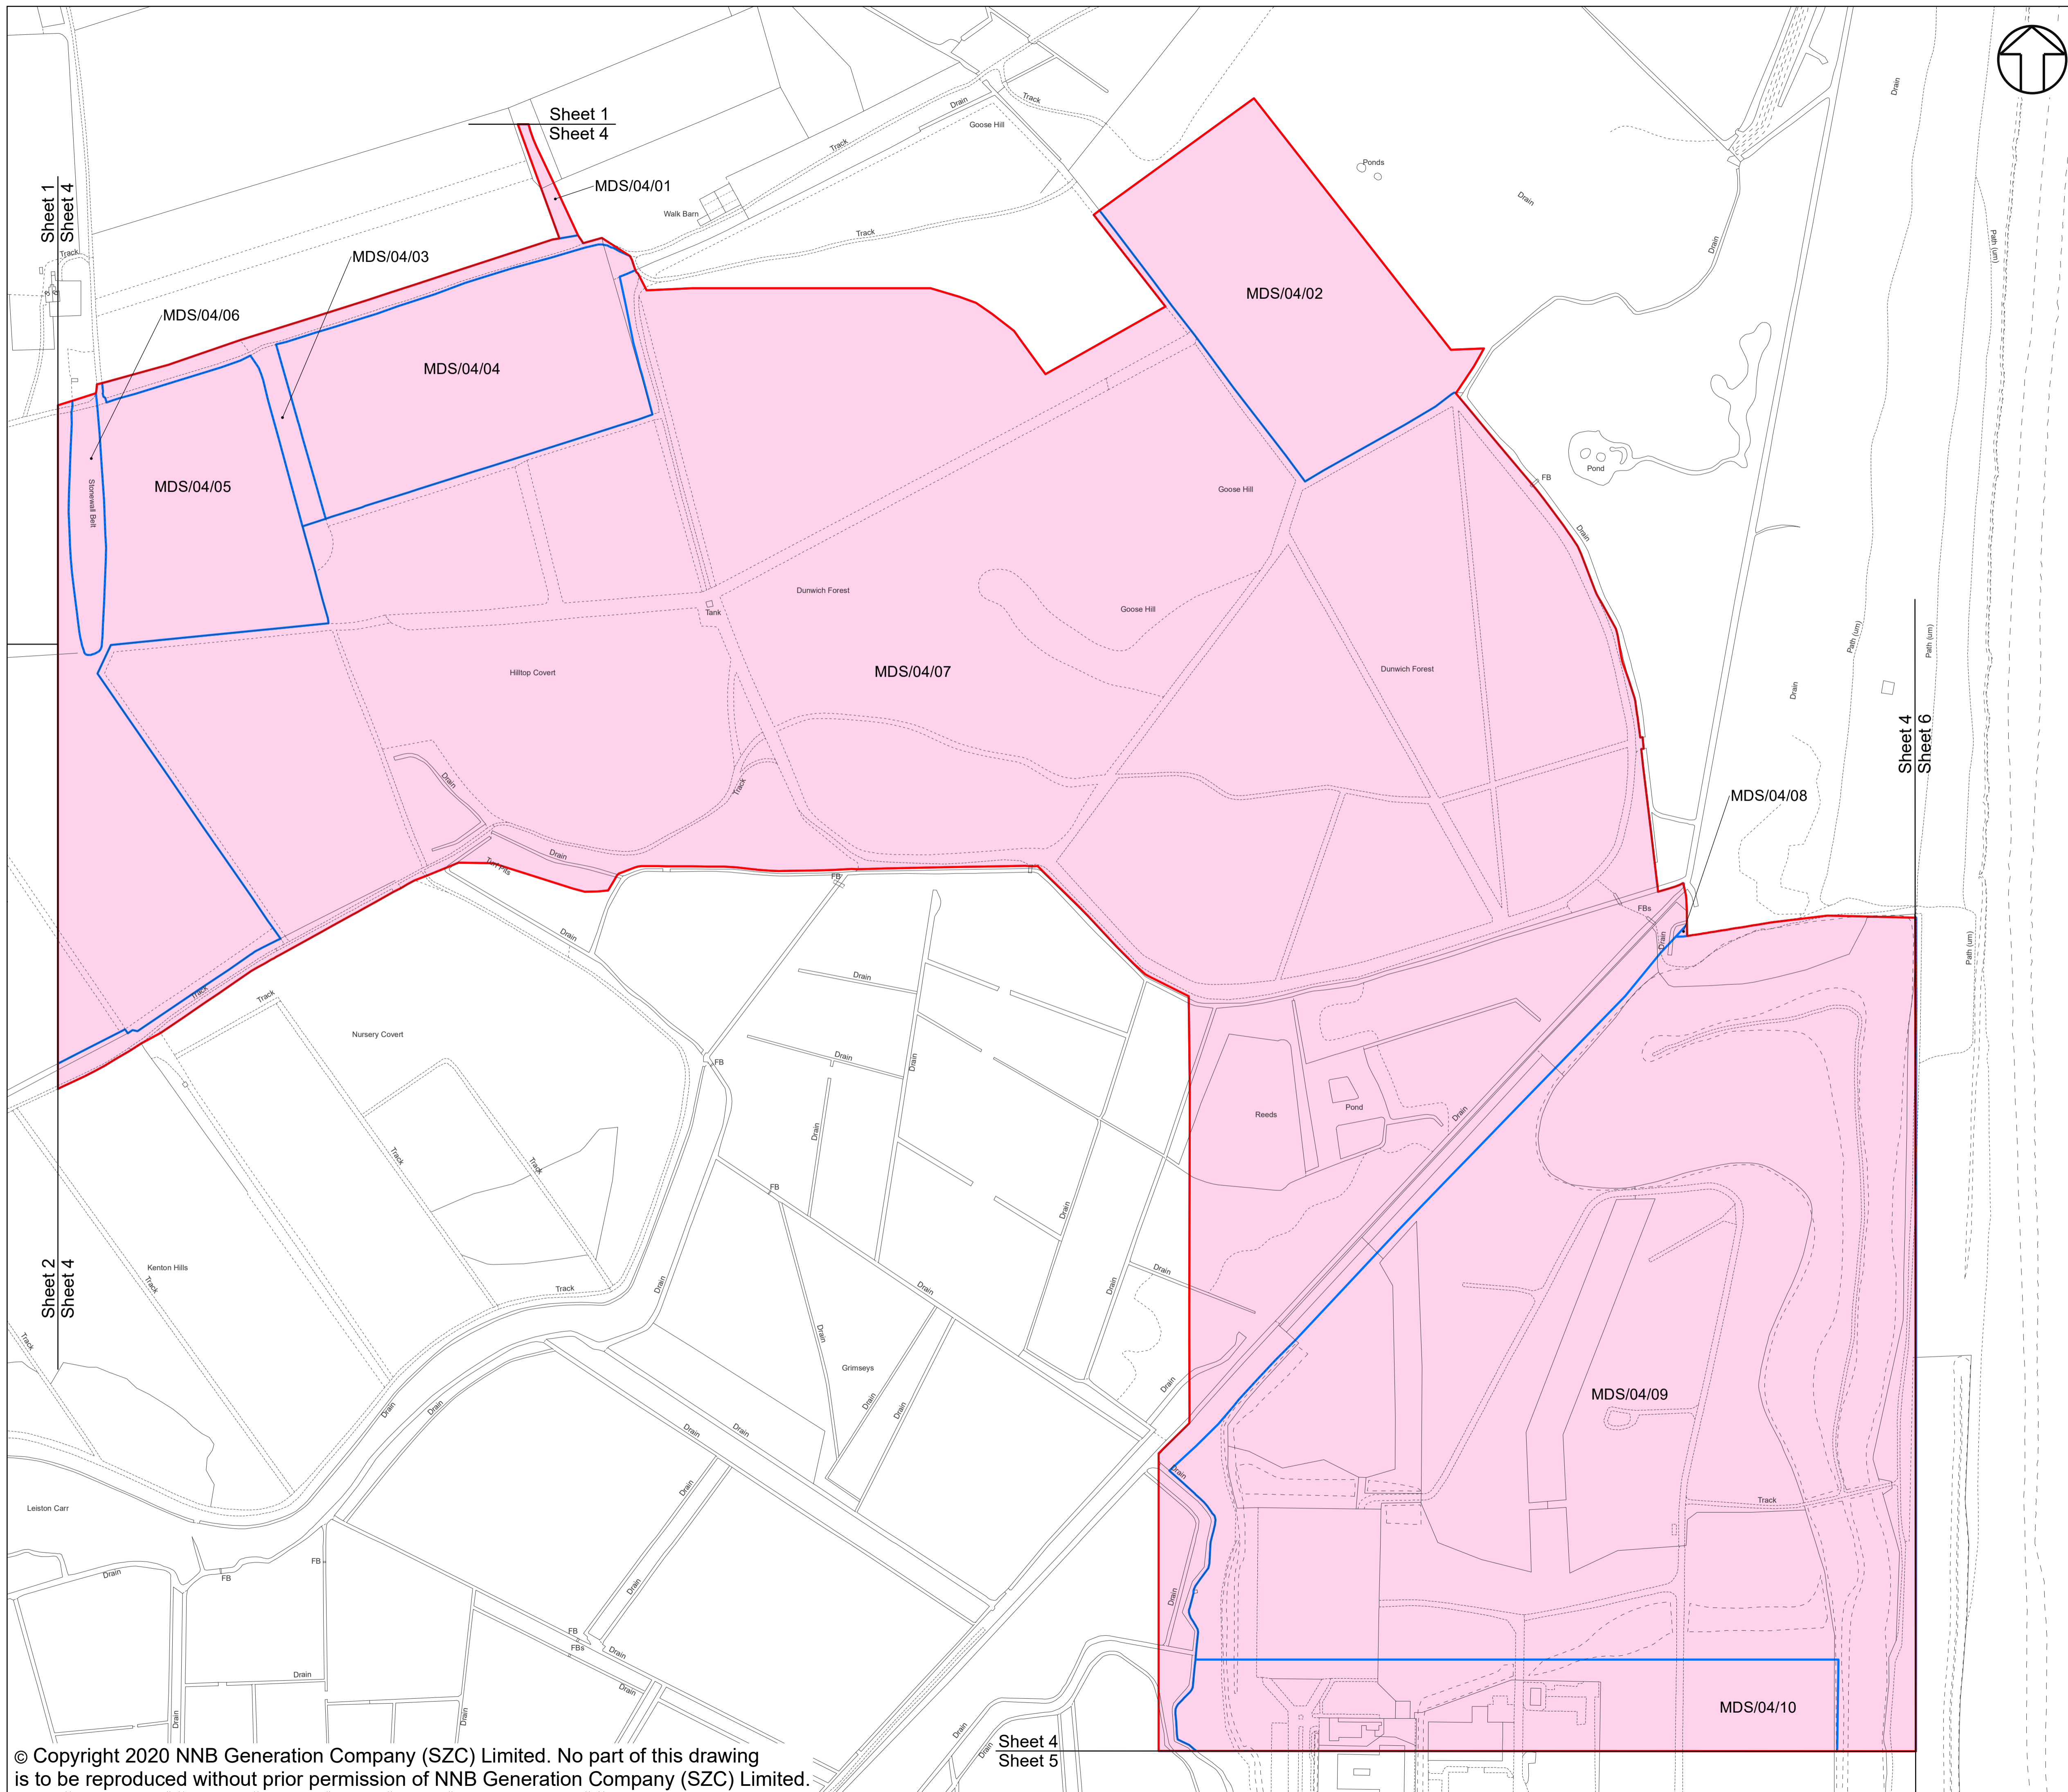 Sheet 1
Sheet 4
MDS/04/01
Sheet 1
Sheet 4
Track
Goose Hill
Drain
Track
Track
Walk Barn
Track
Ponds
Drain
Drain
Drain
Path (um)
MDS/04/02
MDS/04/03
MDS/04/06
MDS/04/04
MDS/04/05
Stonewall Belt
Goose Hill
Pond
FB
Drain
Dunwich Forest
Goose Hill
Tank
Hilltop Covert
MDS/04/07
Dunwich Forest
Path (um)
Path (um)
Drain
Sheet 4
Sheet 6
MDS/04/08
Drain
Track
Drain
Turf Pits
FB
FBs
Drain
Path (um)
Drain
Track
Track
Nursery Covert
Drain
Drain
Drain
FB
Drain
Track
Track
Reeds
Pond
Drain
FB
Drain
Drain
Drain
Kenton Hills
Track
Track
Drain
Drain
Drain
Sheet 2
Sheet 4
Track
Drain
Grimseys
Drain
Drain
Drain
MDS/04/09
Drain
Drain
Drain
Drain
Leiston Carr
Drain
Drain
Track
FB
Drain
FB
Drain
Drain
FB
FBs
Drain
Drain
Drain
Drain
Drain
MDS/04/10
Drain
Drain
Sheet 4
Sheet 5
© Copyright 2020 NNB Generation Company (SZC) Limited. No part of this drawing
is to be reproduced without prior permission of NNB Generation Company (SZC) Limited.